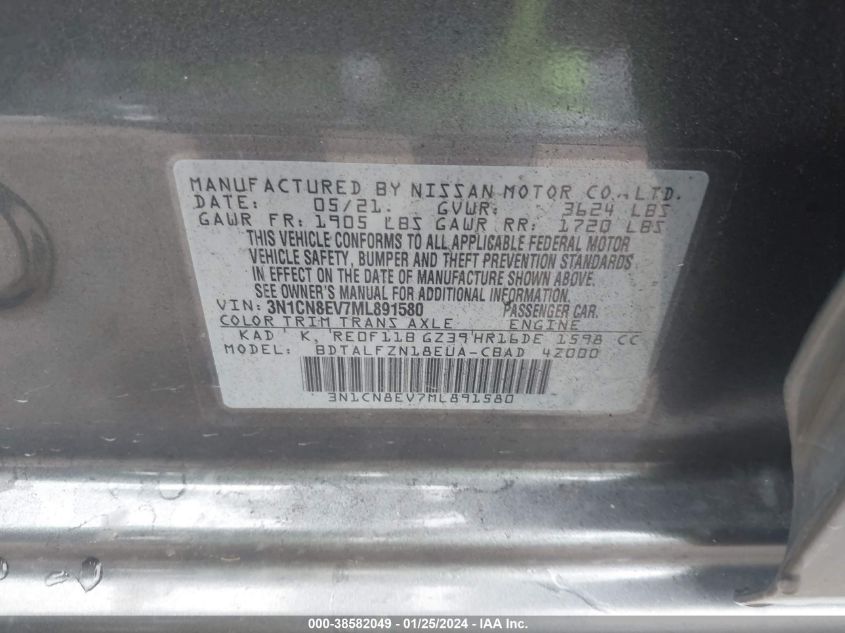 MANUFACTURED BY NISSAN MOTOR CO., LTD.
DATE: 05/21. GVWR: 3624 LBS
GAWR FR: 1905 LBS GAWR RR: 1720 LBS
THIS VEHICLE CONFORMS TO ALL APPLICABLE FEDERAL MOTOR
VEHICLE SAFETY, BUMPER AND THEFT PREVENTION STANDARDS
IN EFFECT ON THE DATE OF MANUFACTURE SHOWN ABOVE.
SEE OWNER'S MANUAL FOR ADDITIONAL INFORMATION.
VIN: 3N1CN8EV7ML891580 PASSENGER CAR.
COLOR TRIM TRANS AXLE ENGINE
KAD K. RE0F11B GZ39 HR16DE 1598 CC
MODEL: BDTALFZN18EUA-CBAD 4Z000
3N1CN8EV7ML891580
000-38582049 - 01/25/2024 - IAA Inc.